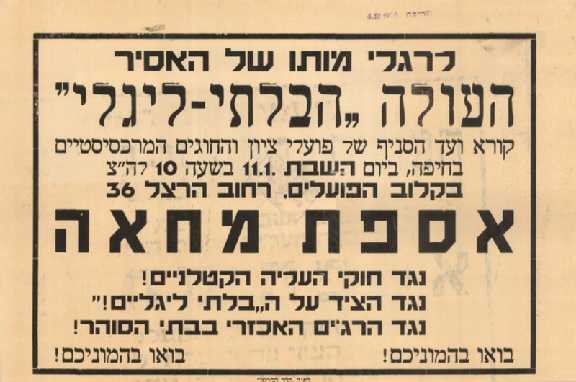 לרגלי מותו של האסיר
העולה „הבלתי-ליגלי"
קורא ועד הסניף של פועלי ציון והחוגים המרכסיסטיים
בחיפה, ביום השבת 11.1. בשעה 10 לה״צ
בקלוב הפועלים, רחוב הרצל 36
אספת מחאה
נגד חוקי העליה הקטלניים!
נגד הציד על ה„בלתי ליגליים!"
נגד הרג'ים האכזרי בבתי הסוהר!
בואו בהמוניכם! בואו בהמוניכם!